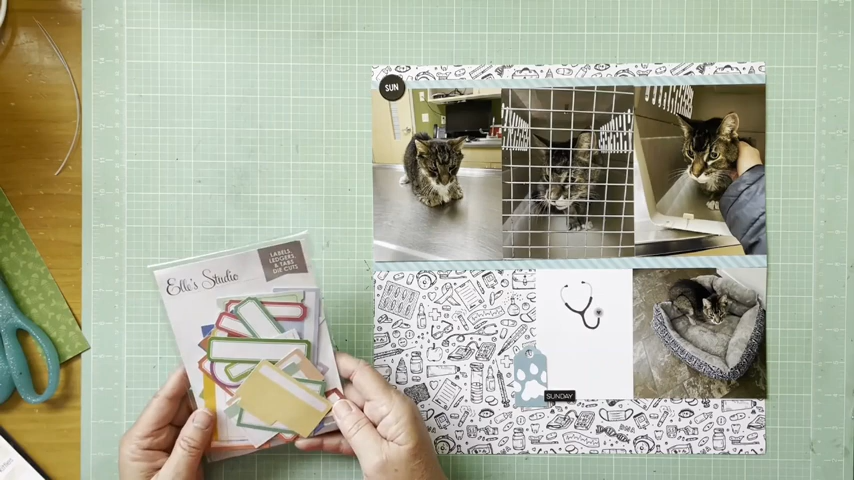 SUN
Elle's Studio
LABELS,
LEDGERS,
& TABS
DIE CUTS
SUNDAY